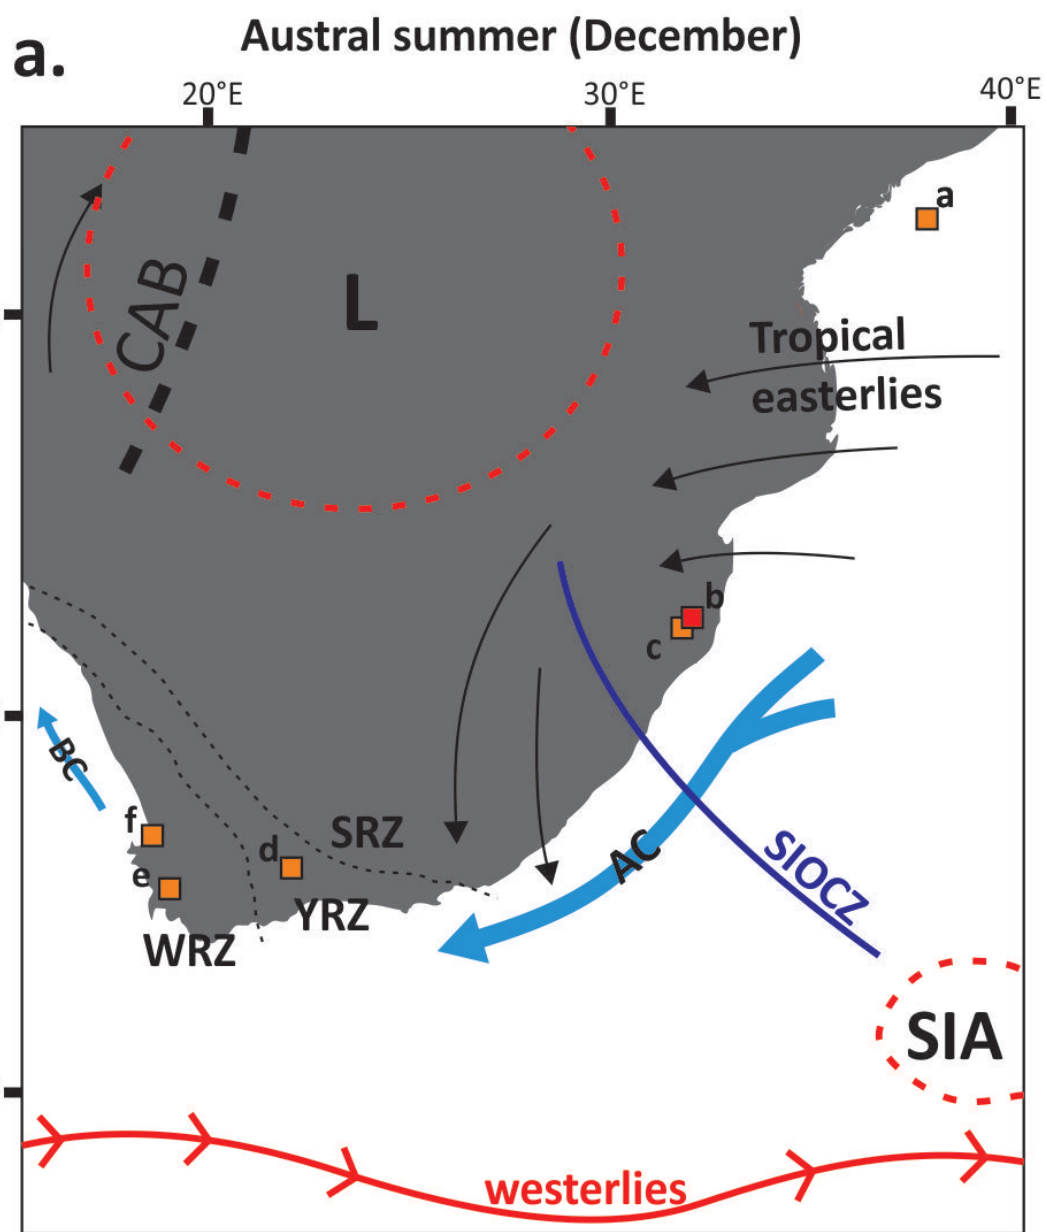 Austral summer (December)
a.
20°E
30°E
40°E
a
CAB
L
Tropical
easterlies
b
c
BC
f
SRZ
d
e
AC
SIOCZ
YRZ
WRZ
SIA
westerlies